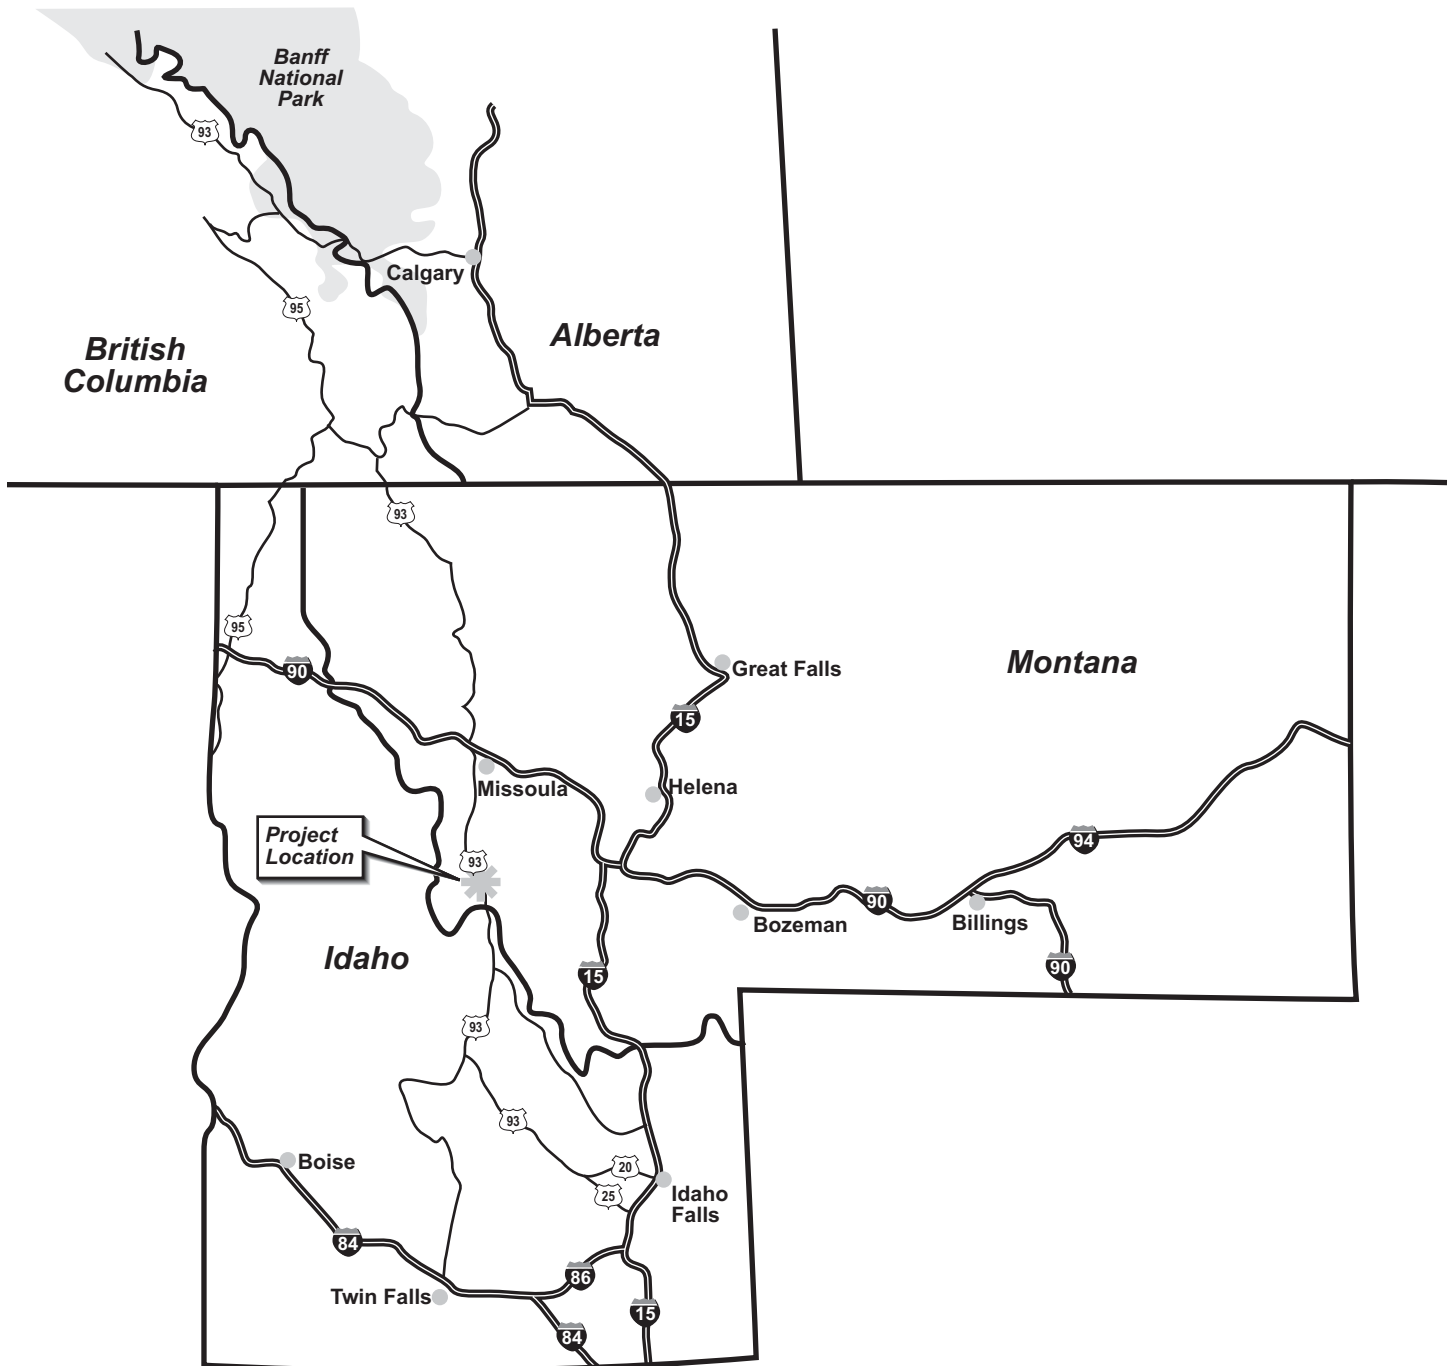 Banff
National
Park
93
Calgary
95
Alberta
British
Columbia
93
95
90
Great Falls
Montana
15
Missoula
Helena
Project
Location
93
94
90
Billings
Bozeman
Idaho
15
90
93
93
Boise
20
25
Idaho
Falls
84
86
Twin Falls
15
84